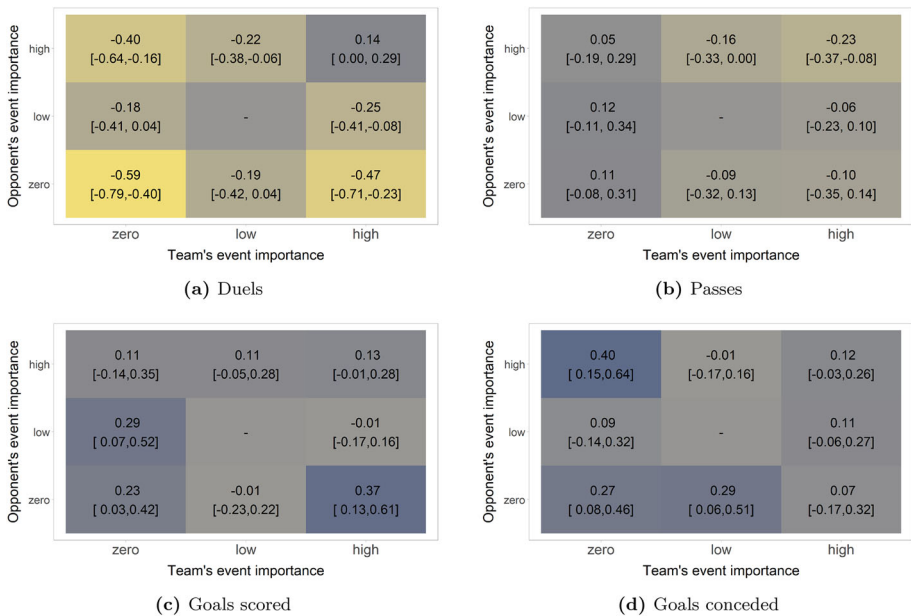 Opponent's event importance
high
-0.40
[-0.64,-0.16]
-0.22
[-0.38,-0.06]
0.14
[ 0.00, 0.29]
low
-0.18
[-0.41, 0.04]
-
-0.25
[-0.41,-0.08]
zero
-0.59
[-0.79,-0.40]
-0.19
[-0.42, 0.04]
-0.47
[-0.71,-0.23]
zero low high
Team's event importance
(a) Duels
Opponent's event importance
high
0.05
[-0.19, 0.29]
-0.16
[-0.33, 0.00]
-0.23
[-0.37,-0.08]
low
0.12
[-0.11, 0.34]
-
-0.06
[-0.23, 0.10]
zero
0.11
[-0.08, 0.31]
-0.09
[-0.32, 0.13]
-0.10
[-0.35, 0.14]
zero low high
Team's event importance
(b) Passes
Opponent's event importance
high
0.11
[-0.14,0.35]
0.11
[-0.05,0.28]
0.13
[-0.01,0.28]
low
0.29
[ 0.07,0.52]
-
-0.01
[-0.17,0.16]
zero
0.23
[ 0.03,0.42]
-0.01
[-0.23,0.22]
0.37
[ 0.13,0.61]
zero low high
Team's event importance
(c) Goals scored
Opponent's event importance
high
0.40
[ 0.15,0.64]
-0.01
[-0.17,0.16]
0.12
[-0.03,0.26]
low
0.09
[-0.14,0.32]
-
0.11
[-0.06,0.27]
zero
0.27
[ 0.08,0.46]
0.29
[ 0.06,0.51]
0.07
[-0.17,0.32]
zero low high
Team's event importance
(d) Goals conceded